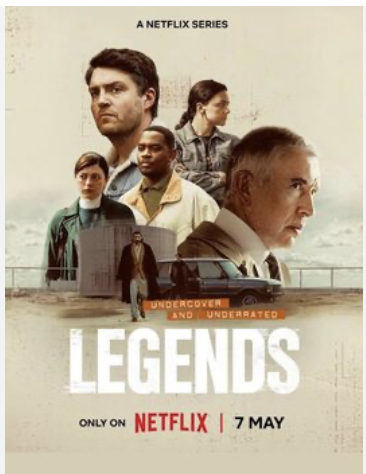 A NETFLIX SERIES
UNDERCOVER
AND UNDERRATED
LEGENDS
ONLY ON NETFLIX | 7 MAY